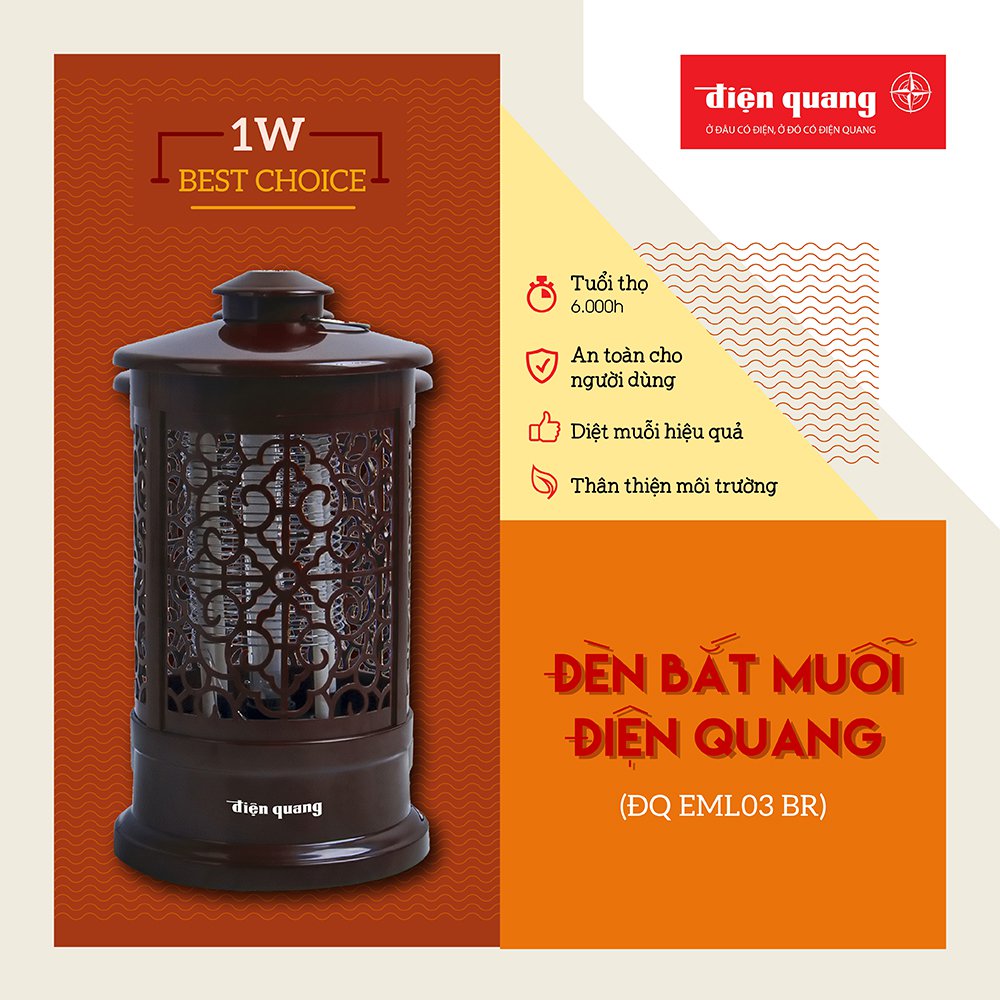 1W
BEST CHOICE
điện quang
Ở ĐÂU CÓ ĐIỆN, Ở ĐÓ CÓ ĐIỆN QUANG
Tuổi thọ
6.000h
An toàn cho
người dùng
Diệt muỗi hiệu quả
Thân thiện môi trường
điện quang
ĐÈN BẮT MUỖI
ĐIỆN QUANG
(ĐQ EML03 BR)